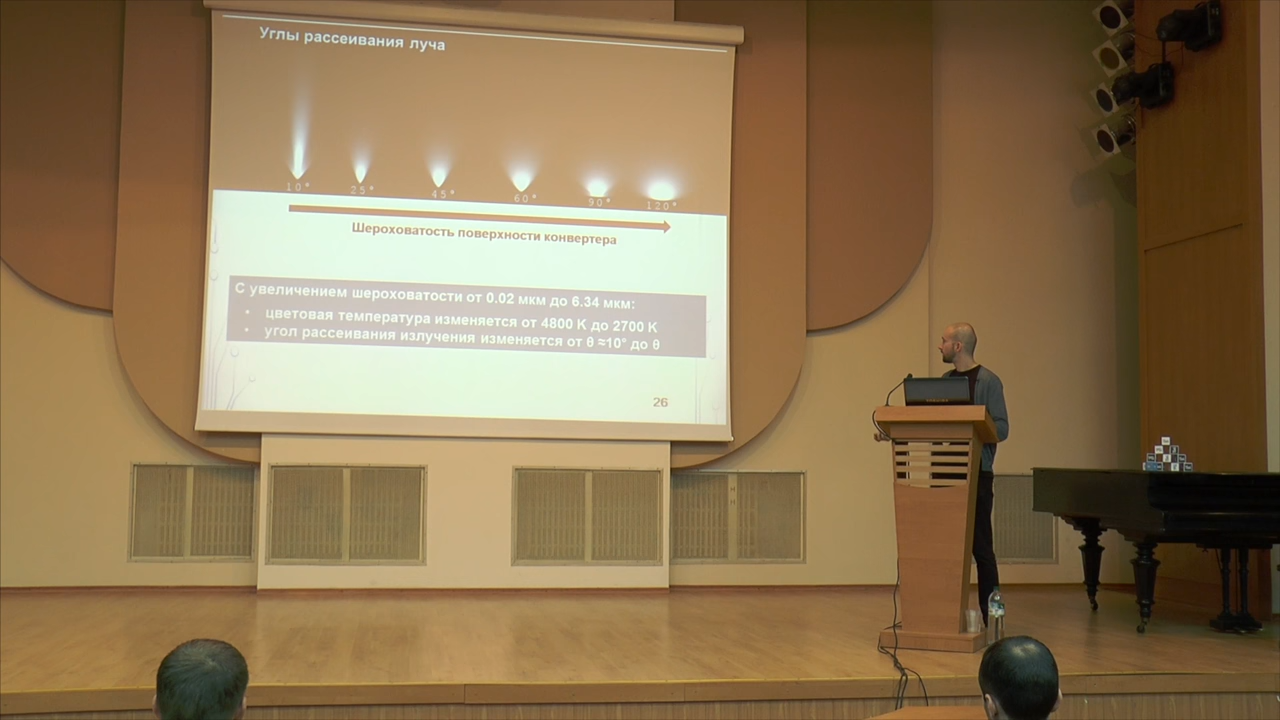 Углы рассеивания луча
10° 25° 45° 60° 90° 120°
Шероховатость поверхности конвертера
С увеличением шероховатости от 0.02 мкм до 6.34 мкм:
• цветовая температура изменяется от 4800 K до 2700 K
• угол рассеивания излучения изменяется от θ ≈10° до θ
26